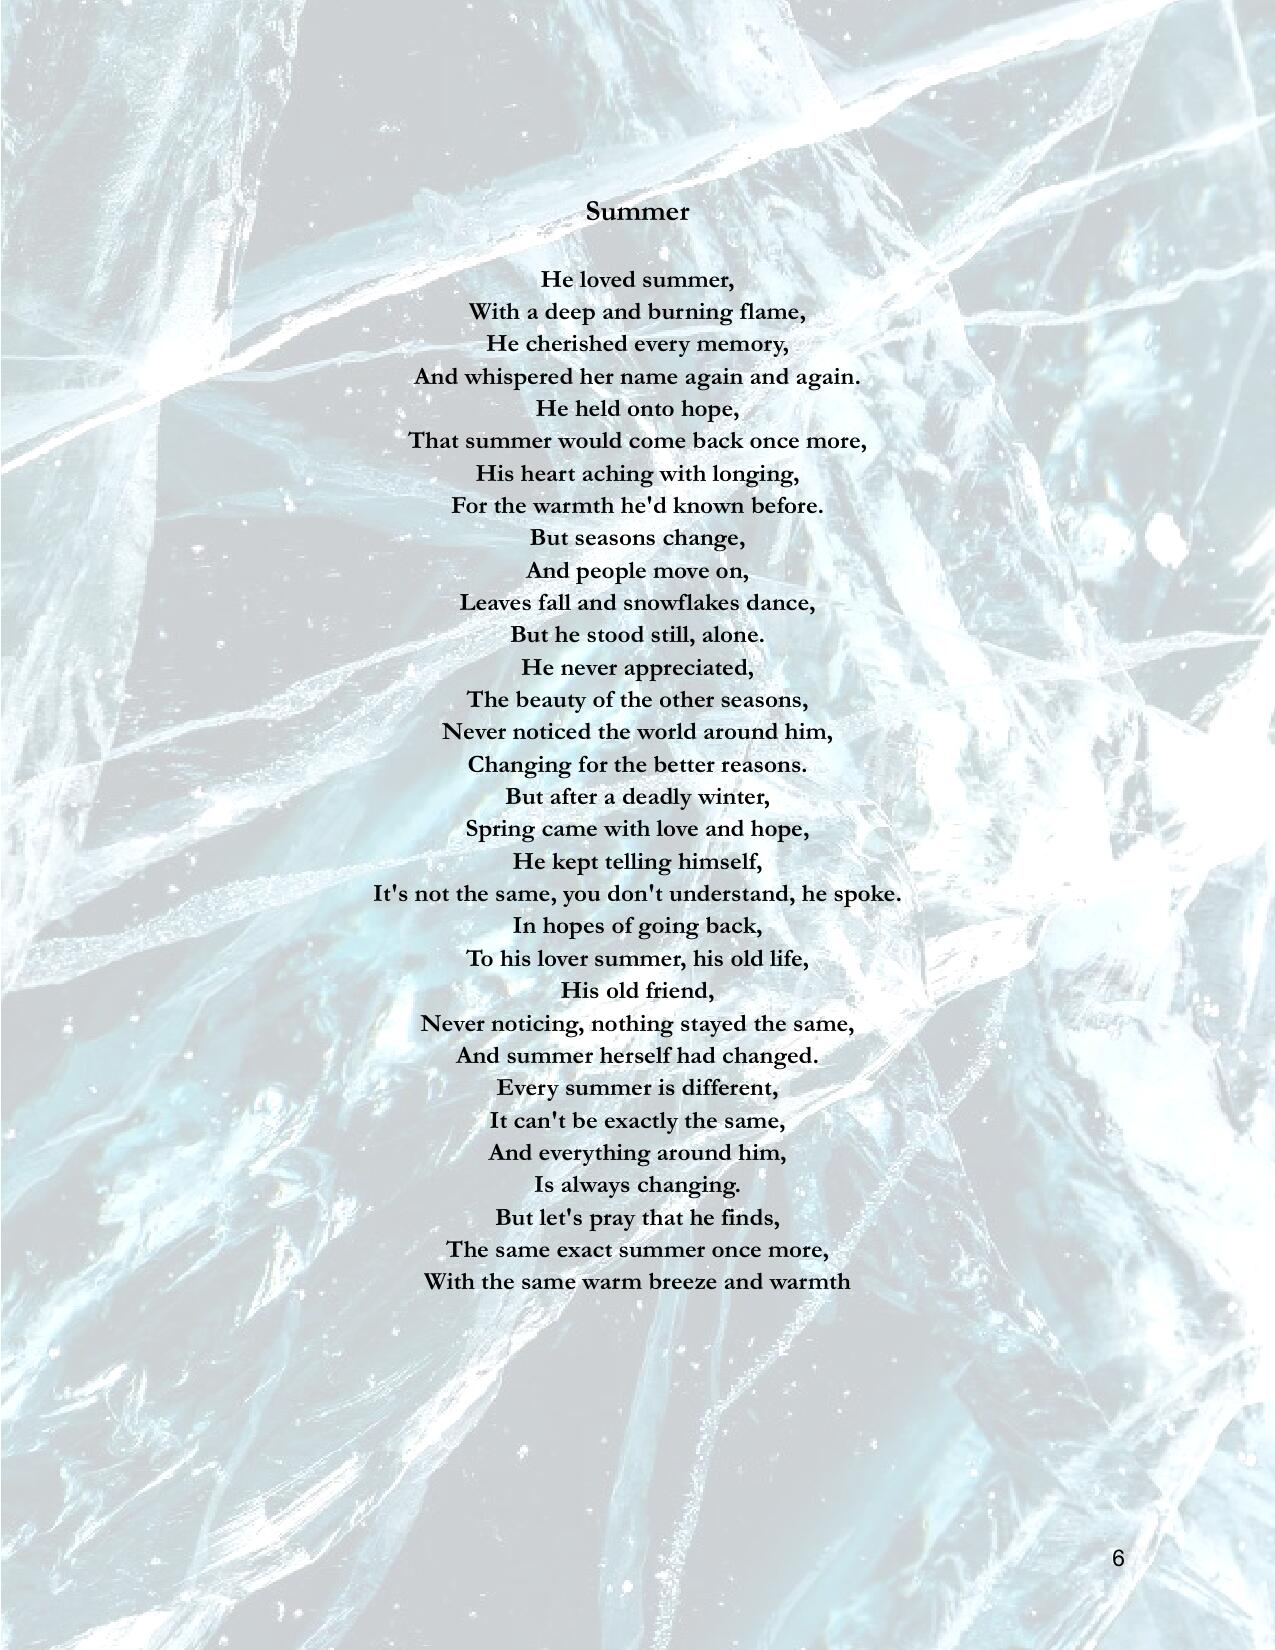 Summer
He loved summer,
With a deep and burning flame,
He cherished every memory,
And whispered her name again and again.
He held onto hope,
That summer would come back once more,
His heart aching with longing,
For the warmth he'd known before.
But seasons change,
And people move on,
Leaves fall and snowflakes dance,
But he stood still, alone.
He never appreciated,
The beauty of the other seasons,
Never noticed the world around him,
Changing for the better reasons.
But after a deadly winter,
Spring came with love and hope,
He kept telling himself,
It's not the same, you don't understand, he spoke.
In hopes of going back,
To his lover summer, his old life,
His old friend,
Never noticing, nothing stayed the same,
And summer herself had changed.
Every summer is different,
It can't be exactly the same,
And everything around him,
Is always changing.
But let's pray that he finds,
The same exact summer once more,
With the same warm breeze and warmth
6